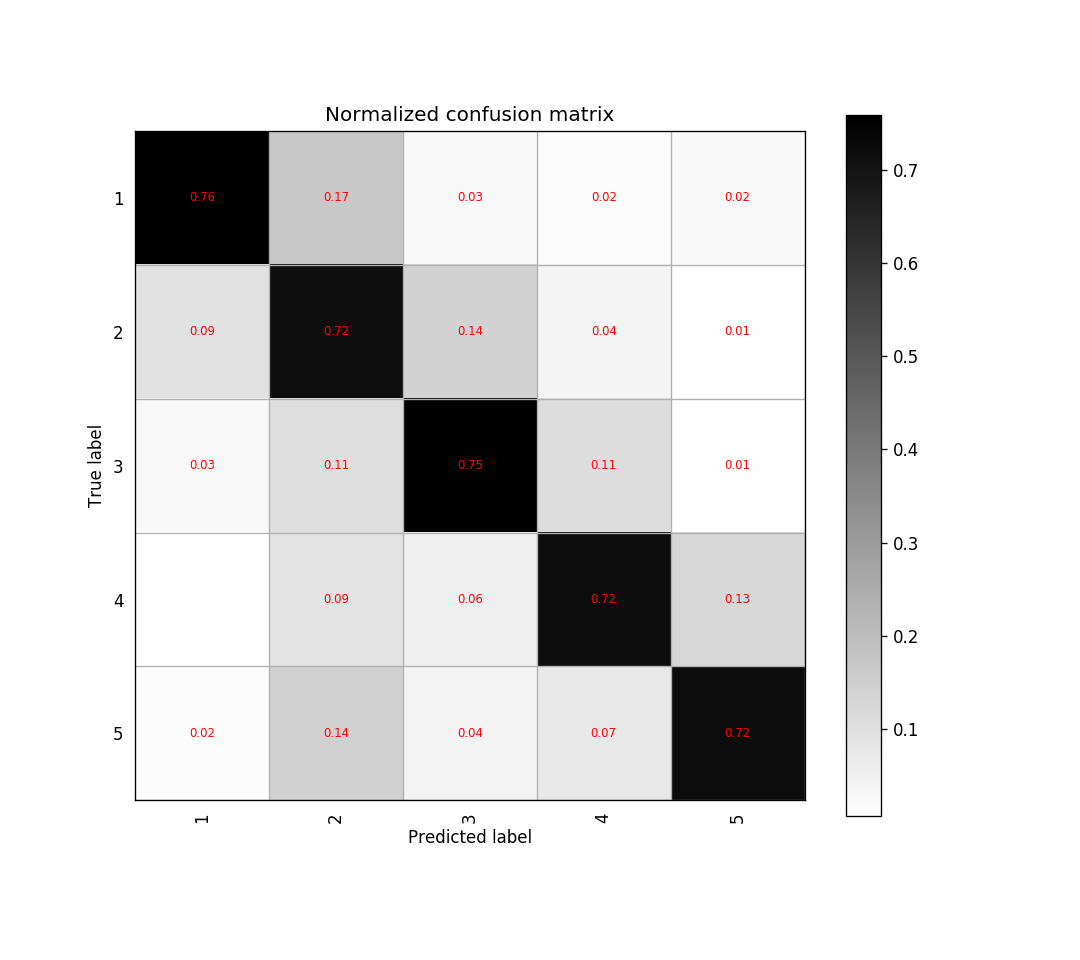 Normalized confusion matrix
1 0.76 0.17 0.03 0.02 0.02
2 0.09 0.72 0.14 0.04 0.01
3 0.03 0.11 0.75 0.11 0.01
4 0.09 0.06 0.72 0.13
5 0.02 0.14 0.04 0.07 0.72
True label
1 2 3 4 5
Predicted label
0.7
0.6
0.5
0.4
0.3
0.2
0.1